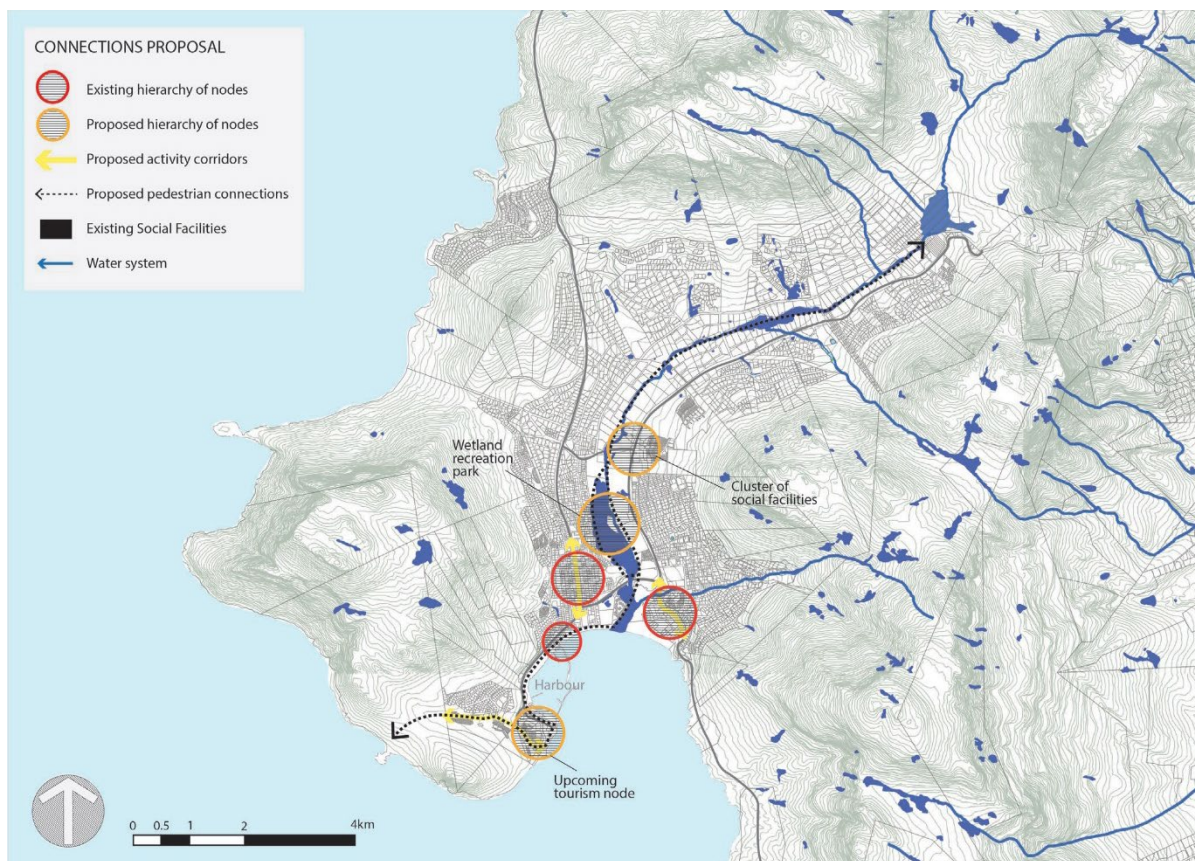 CONNECTIONS PROPOSAL
Existing hierarchy of nodes
Proposed hierarchy of nodes
Proposed activity corridors
Proposed pedestrian connections
Existing Social Facilities
Water system
Wetland
recreation
park
Cluster of
social facilities
Harbour
Upcoming
tourism node
0 0.5 1 2 4km